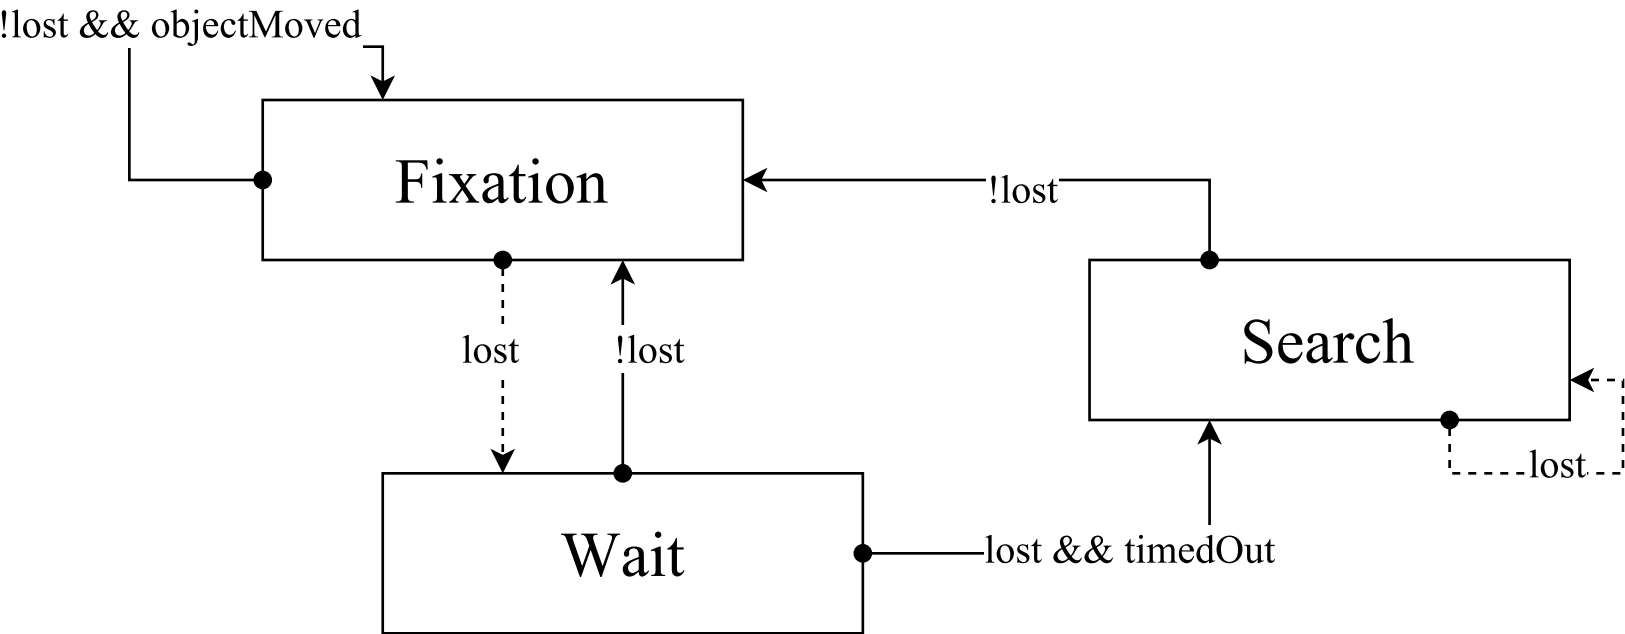 !lost && objectMoved
Fixation
!lost
lost
!lost
Search
lost
Wait
lost && timedOut